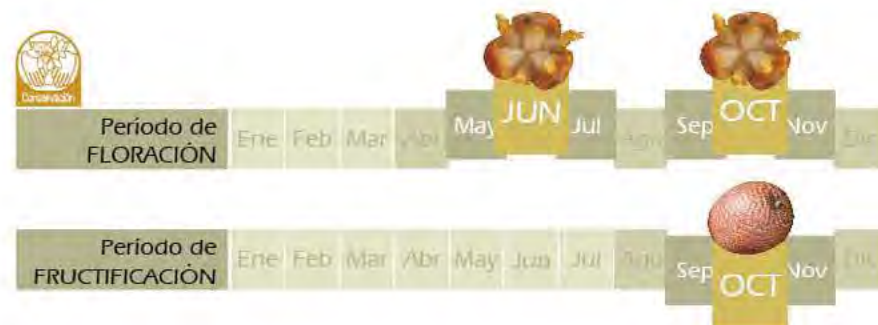 Conservación
Período de
FLORACIÓN
Ene Feb Mar Abr May JUN Jul Ago Sep OCT Nov Dic
Período de
FRUCTIFICACIÓN
Ene Feb Mar Abr May Jun Jul Ago Sep OCT Nov Dic